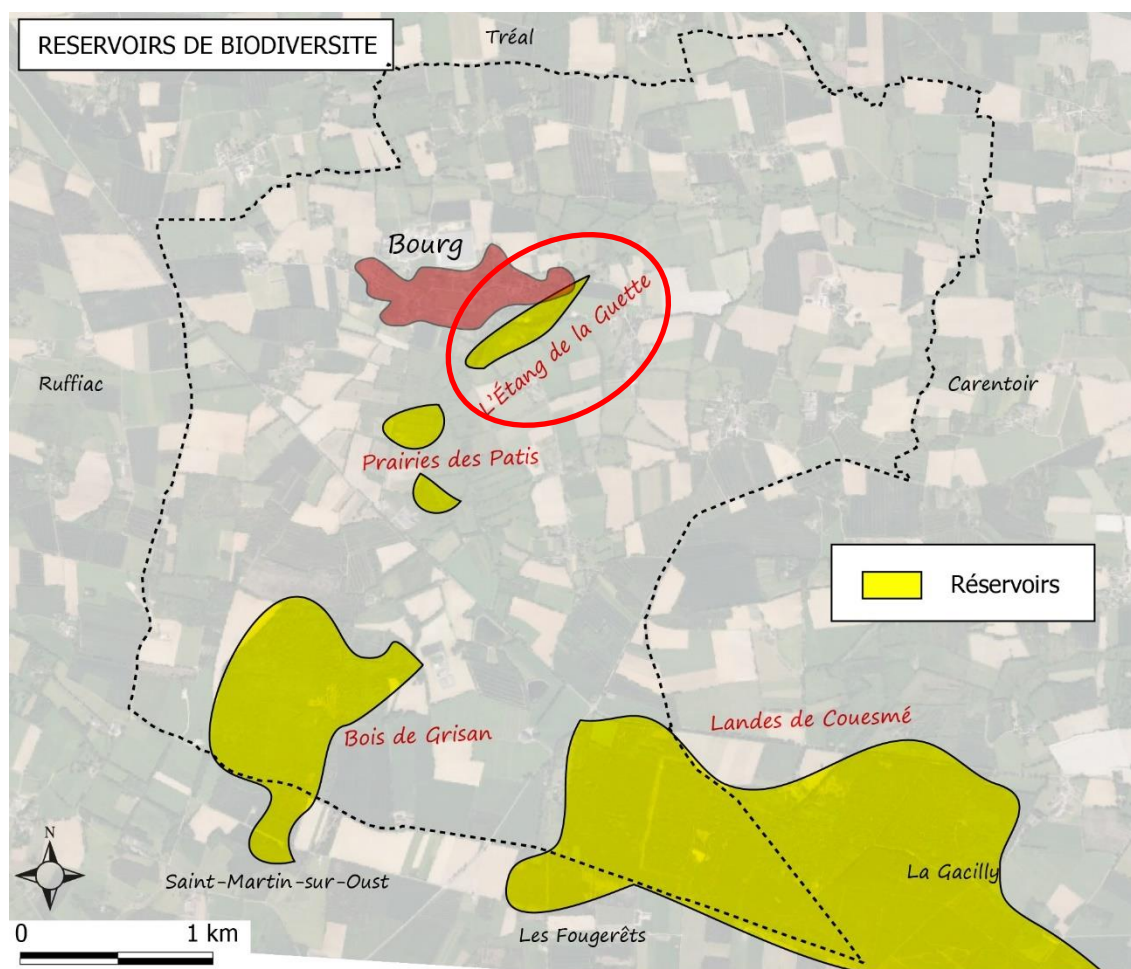 RESERVOIRS DE BIODIVERSITE
Tréal
Bourg
L'Étang de la Guette
Ruffiac
Carentoir
Prairies des Patis
Réservoirs
Landes de Couesmé
Bois de Grisan
N
Saint-Martin-sur-Oust
La Gacilly
Les Fougerêts
0 1 km